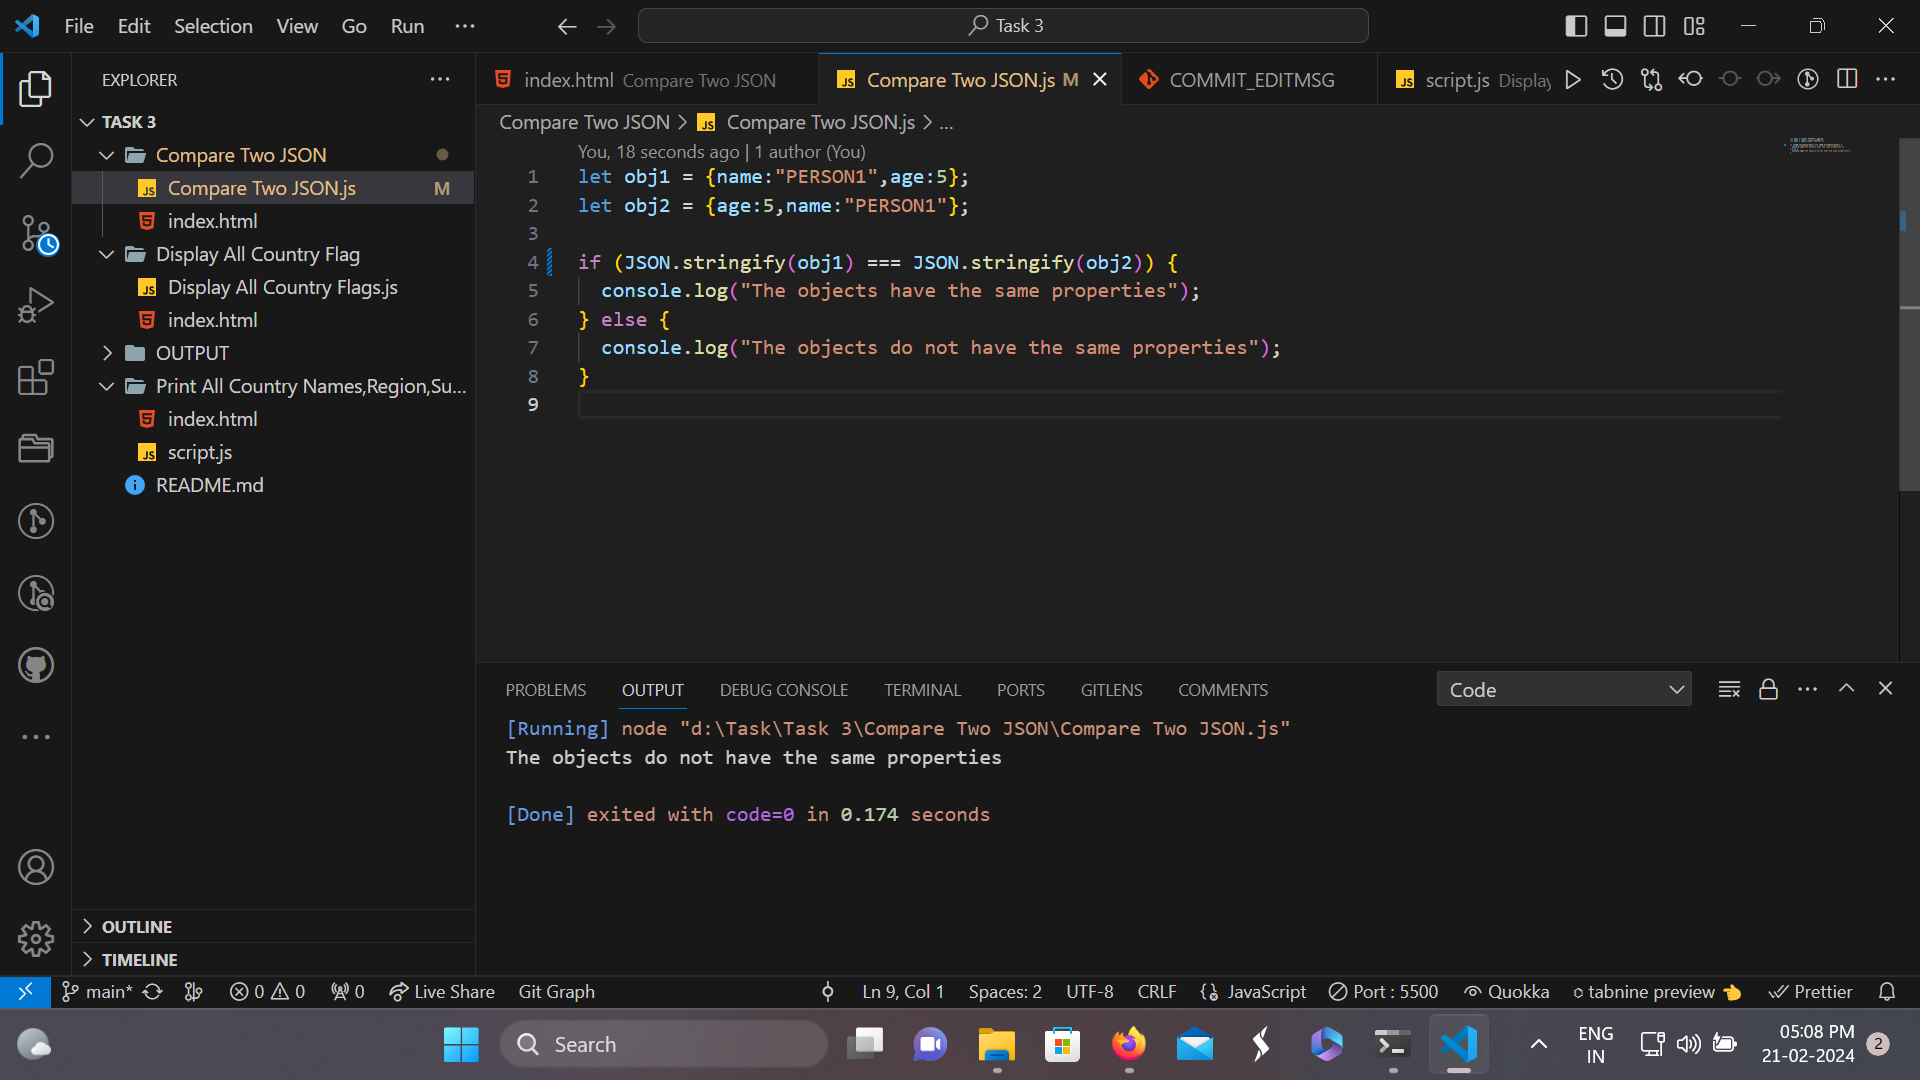 File Edit Selection View Go Run ...
Task 3
EXPLORER
TASK 3
Compare Two JSON
Compare Two JSON.js M
index.html
Display All Country Flag
Display All Country Flags.js
index.html
OUTPUT
Print All Country Names,Region,Su...
index.html
script.js
README.md
OUTLINE
TIMELINE
index.html Compare Two JSON
Compare Two JSON.js M
COMMIT_EDITMSG
script.js Display
Compare Two JSON > Compare Two JSON.js > ...
You, 18 seconds ago | 1 author (You)
1 let obj1 = {name:"PERSON1",age:5};
2 let obj2 = {age:5,name:"PERSON1"};
3
4 if (JSON.stringify(obj1) === JSON.stringify(obj2)) {
5 console.log("The objects have the same properties");
6 } else {
7 console.log("The objects do not have the same properties");
8 }
9
PROBLEMS OUTPUT DEBUG CONSOLE TERMINAL PORTS GITLENS COMMENTS
Code
[Running] node "d:\Task\Task 3\Compare Two JSON\Compare Two JSON.js"
The objects do not have the same properties
[Done] exited with code=0 in 0.174 seconds
main* 0 0 0 Live Share Git Graph Ln 9, Col 1 Spaces: 2 UTF-8 CRLF {} JavaScript Port : 5500 Quokka tabnine preview Prettier
Search
ENG
IN
05:08 PM
21-02-2024
2